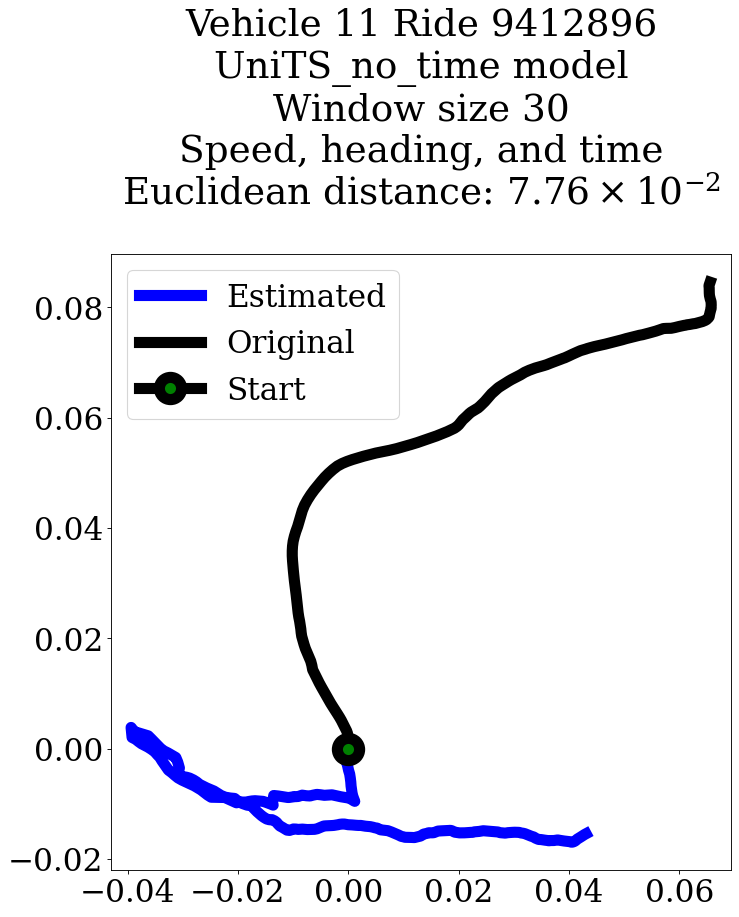 Vehicle 11 Ride 9412896
UniTS_no_time model
Window size 30
Speed, heading, and time
Euclidean distance: 7.76 × 10⁻²
Estimated
Original
Start
0.08
0.06
0.04
0.02
0.00
−0.02
−0.04 −0.02 0.00 0.02 0.04 0.06